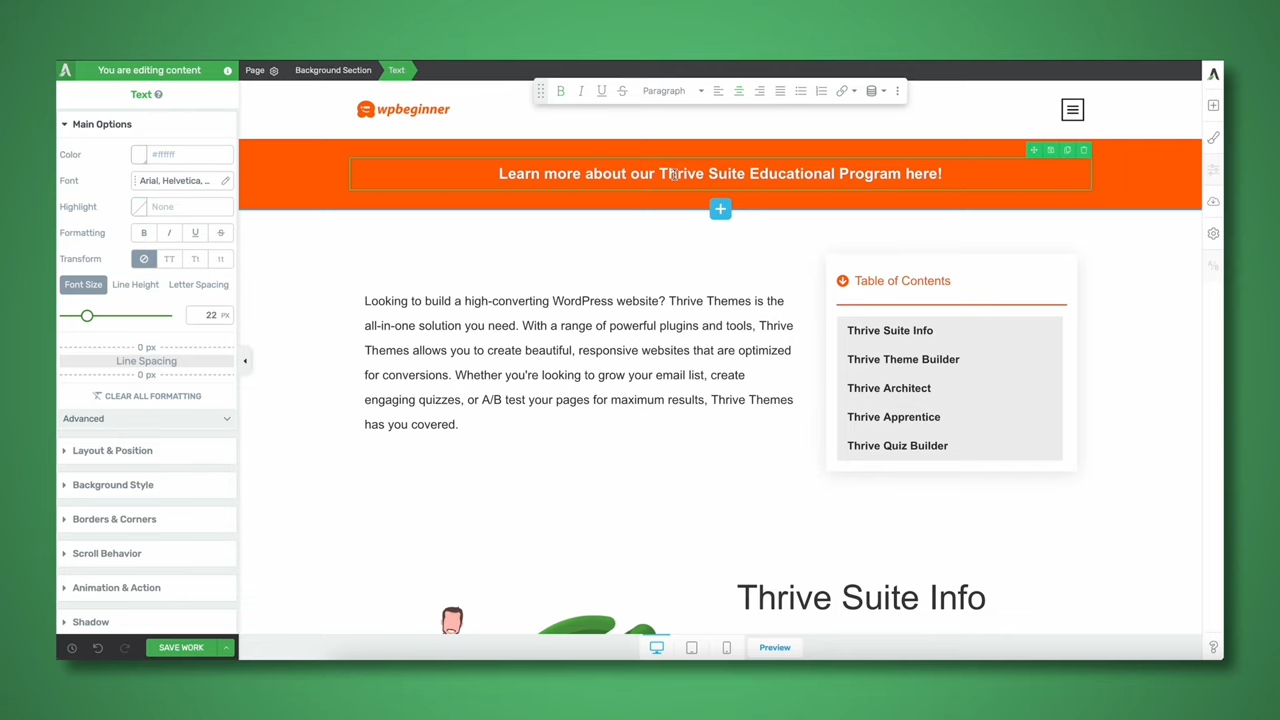 You are editing content
Page
Background Section
Text
Text
Main Options
Color
#ffffff
Font
Arial, Helvetica, ...
Highlight
None
Formatting
B I U S
Transform
TT Tt tt
Font Size Line Height Letter Spacing
22 PX
0 px
Line Spacing
0 px
CLEAR ALL FORMATTING
Advanced
Layout & Position
Background Style
Borders & Corners
Scroll Behavior
Animation & Action
Shadow
SAVE WORK
B I U S Paragraph
wpbeginner
Learn more about our Thrive Suite Educational Program here!
Looking to build a high-converting WordPress website? Thrive Themes is the
all-in-one solution you need. With a range of powerful plugins and tools, Thrive
Themes allows you to create beautiful, responsive websites that are optimized
for conversions. Whether you're looking to grow your email list, create
engaging quizzes, or A/B test your pages for maximum results, Thrive Themes
has you covered.
Table of Contents
Thrive Suite Info
Thrive Theme Builder
Thrive Architect
Thrive Apprentice
Thrive Quiz Builder
Thrive Suite Info
Preview